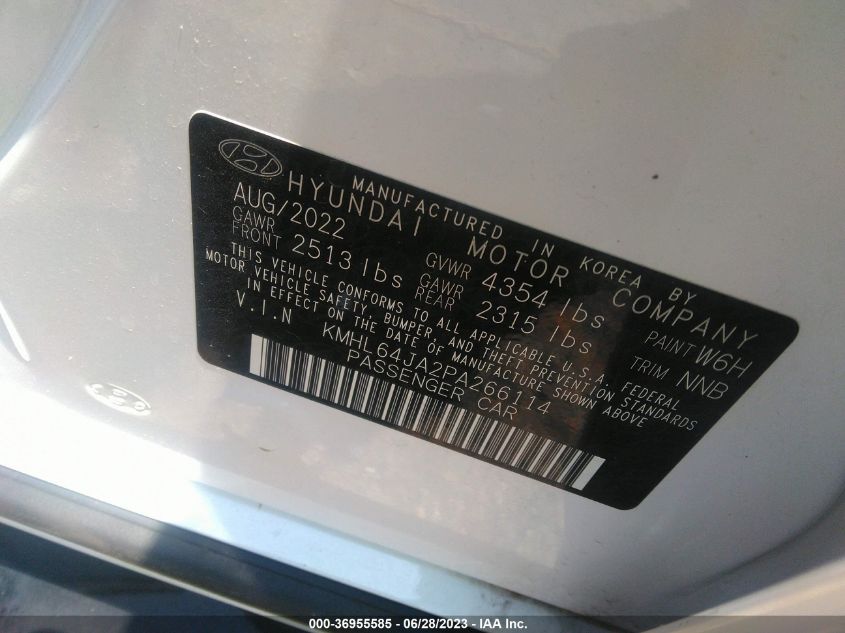 MANUFACTURED IN KOREA BY
HYUNDAI MOTOR COMPANY
AUG/2022 GVWR 4354 lbs PAINT W6H
GAWR FRONT 2513 lbs GAWR REAR 2315 lbs TRIM NNB
THIS VEHICLE CONFORMS TO ALL APPLICABLE U.S.A. FEDERAL
MOTOR VEHICLE SAFETY, BUMPER, AND THEFT PREVENTION STANDARDS
IN EFFECT ON THE DATE OF MANUFACTURE SHOWN ABOVE
V.I.N KMHL64JA2PA266114
PASSENGER CAR
000-36955585 - 06/28/2023 - IAA Inc.